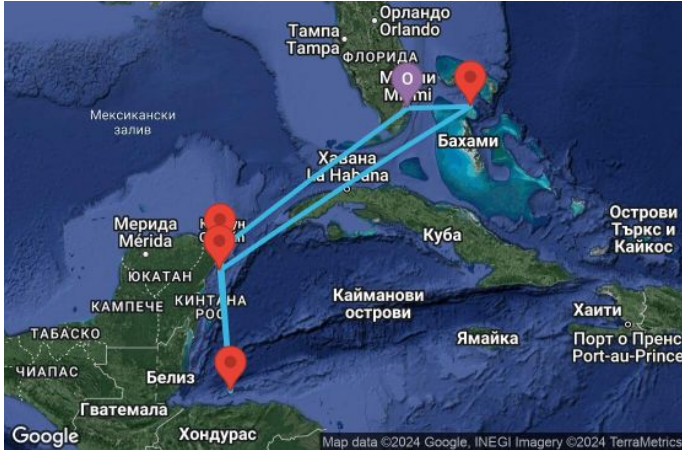 Орландо
Orlando
Тампа
Tampa
ФЛОРИДА
O
Miami
Мексикански
залив
Бахами
Хавана
La Habana
Мерида
Mérida
Куба
Острови
Търкс и
Кайкос
ЮКАТАН
КАМПЕЧЕ
КИНТАНА
РОО
Кайманови
острови
Хаити
ТАБАСКО
Ямайка
Порт о Пренс
Port-au-Prince
ЧИАПАС
Белиз
Гватемала
Хондурас
Google
Map data ©2024 Google, INEGI Imagery ©2024 TerraMetrics